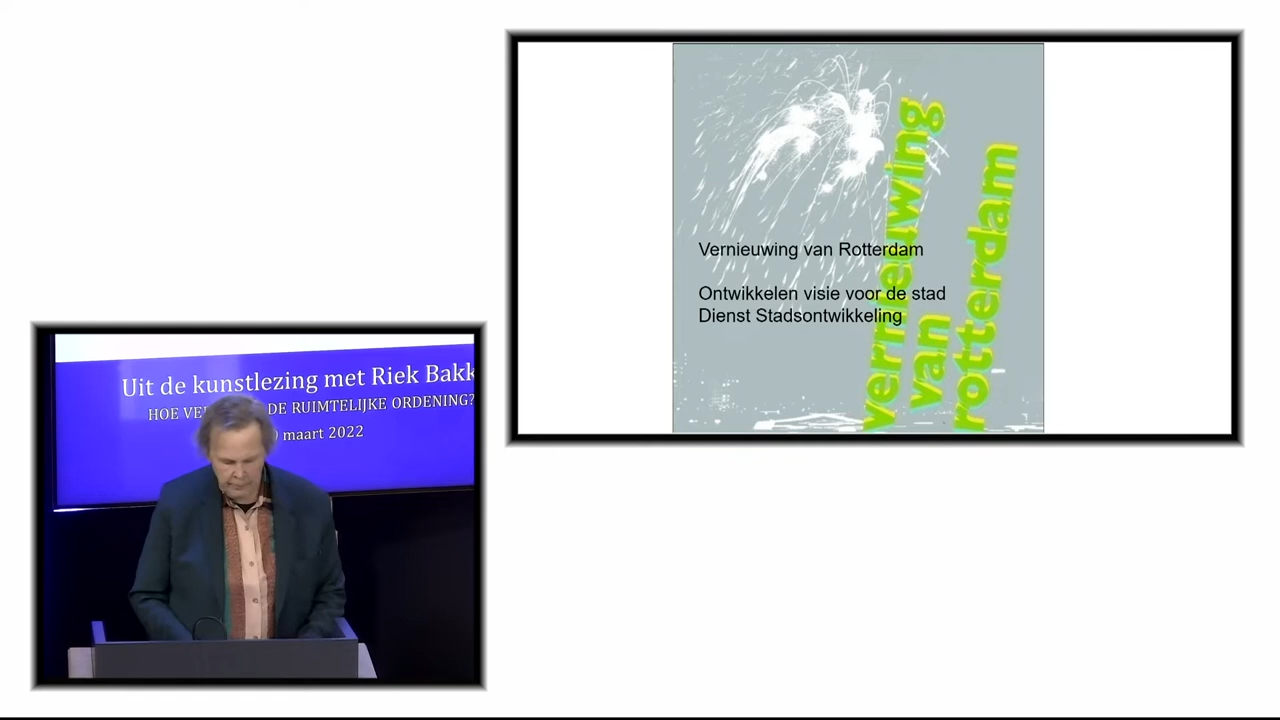 Vernieuwing van Rotterdam
Ontwikkelen visie voor de stad
Dienst Stadsontwikkeling
vernieuwing
van
rotterdam
Uit de kunstlezing met Riek Bakk
HOE VE DE RUIMTELIJKE ORDENING?
maart 2022